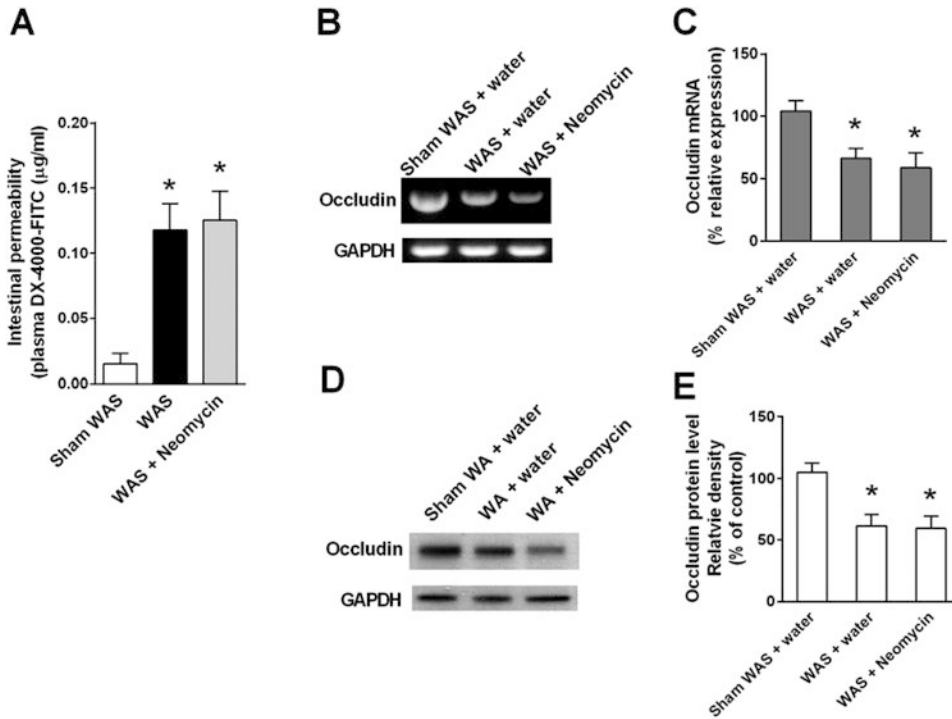 A
Intestinal permeability
(plasma DX-4000-FITC (µg/ml)
0.20
0.15
0.10
0.05
0.00
*
*
Sham WAS
WAS
WAS + Neomycin
B
Sham WAS + water
WAS + water
WAS + Neomycin
Occludin
GAPDH
C
Occludin mRNA
(% relative expression)
150
100
50
0
*
*
Sham WAS + water
WAS + water
WAS + Neomycin
D
Sham WA + water
WA + water
WA + Neomycin
Occludin
GAPDH
E
Occludin protein level
Relatvie density
(% of control)
150
100
50
0
*
*
Sham WAS + water
WAS + water
WAS + Neomycin